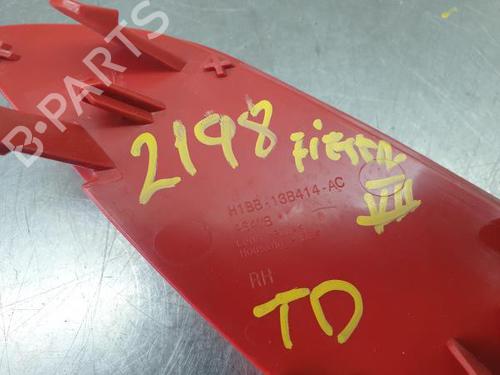 B-PARTS
2198 FIESTA
VII
H1BB-13B414-AC
RH
TD